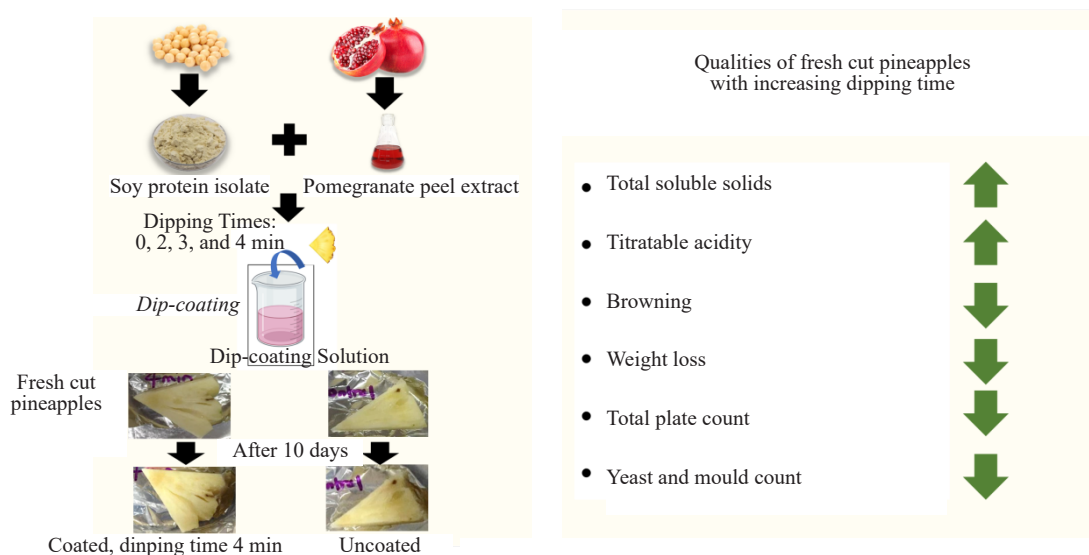 Soy protein isolate
Pomegranate peel extract
Dipping Times:
0, 2, 3, and 4 min
Dip-coating
Dip-coating Solution
Fresh cut
pineapples
4 min
After 10 days
Coated, dinping time 4 min
Uncoated
Qualities of fresh cut pineapples
with increasing dipping time
• Total soluble solids
• Titratable acidity
• Browning
• Weight loss
• Total plate count
• Yeast and mould count